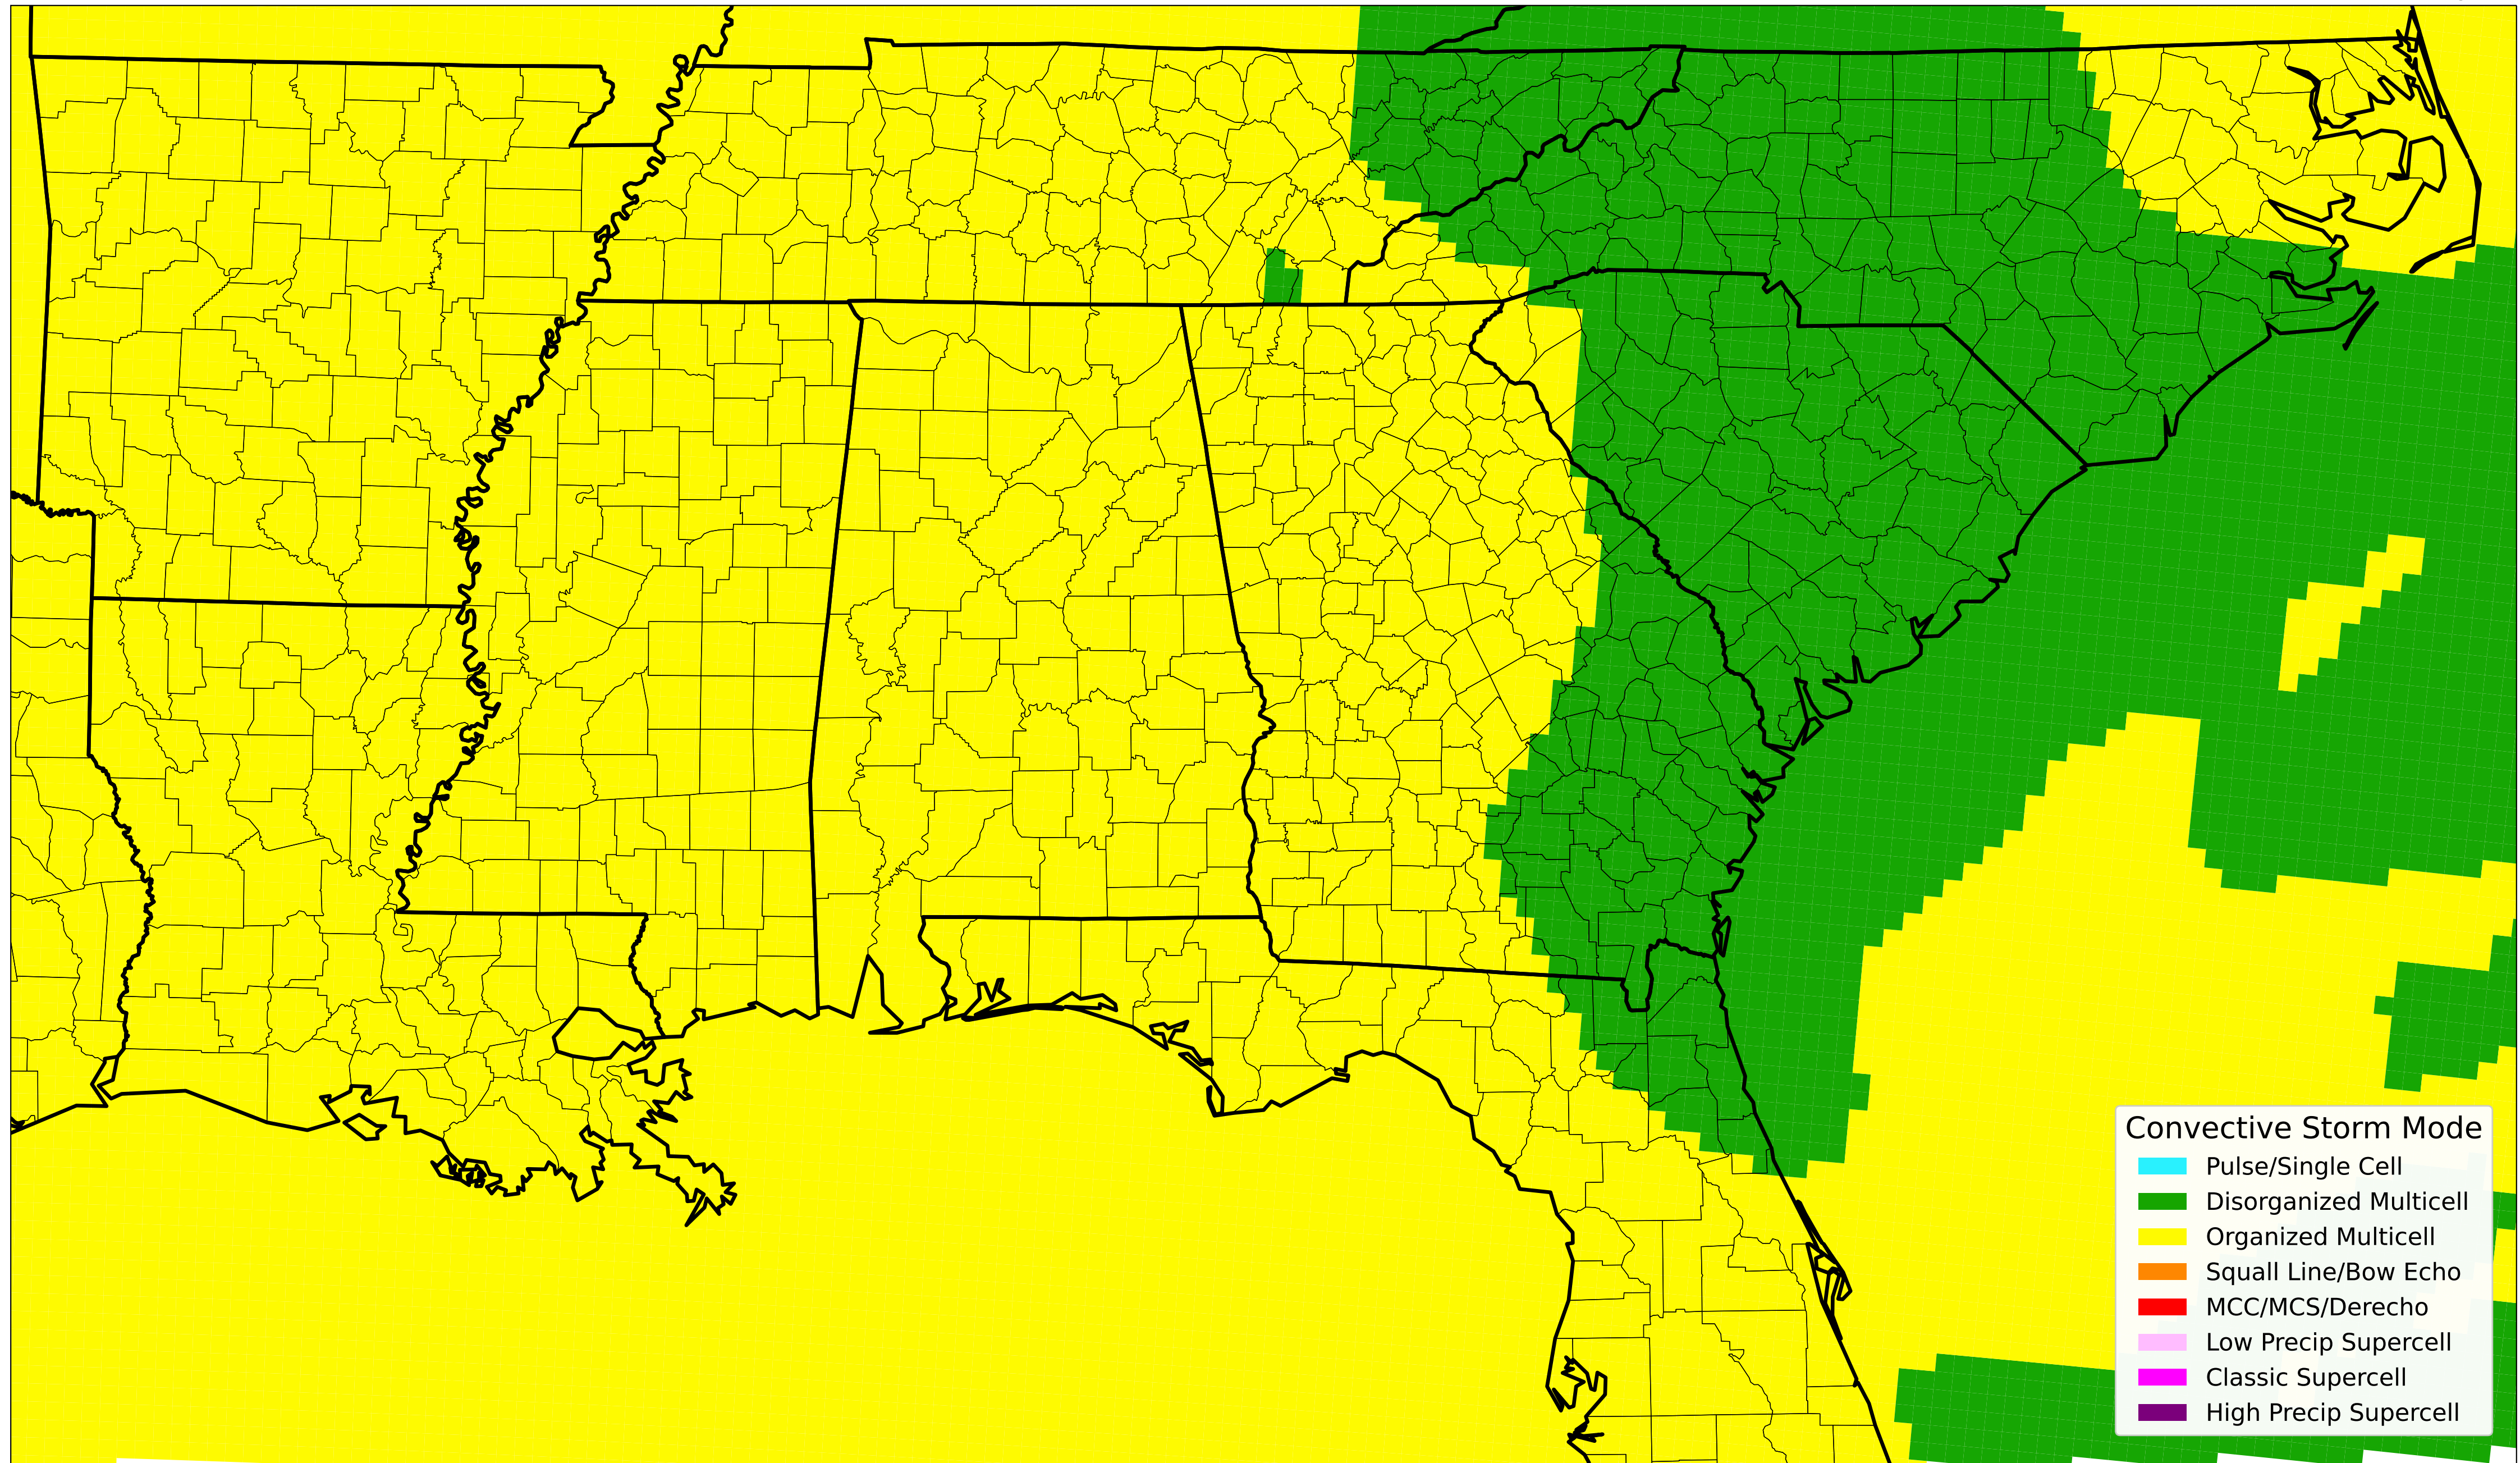 Convective Storm Mode
Pulse/Single Cell
Disorganized Multicell
Organized Multicell
Squall Line/Bow Echo
MCC/MCS/Derecho
Low Precip Supercell
Classic Supercell
High Precip Supercell